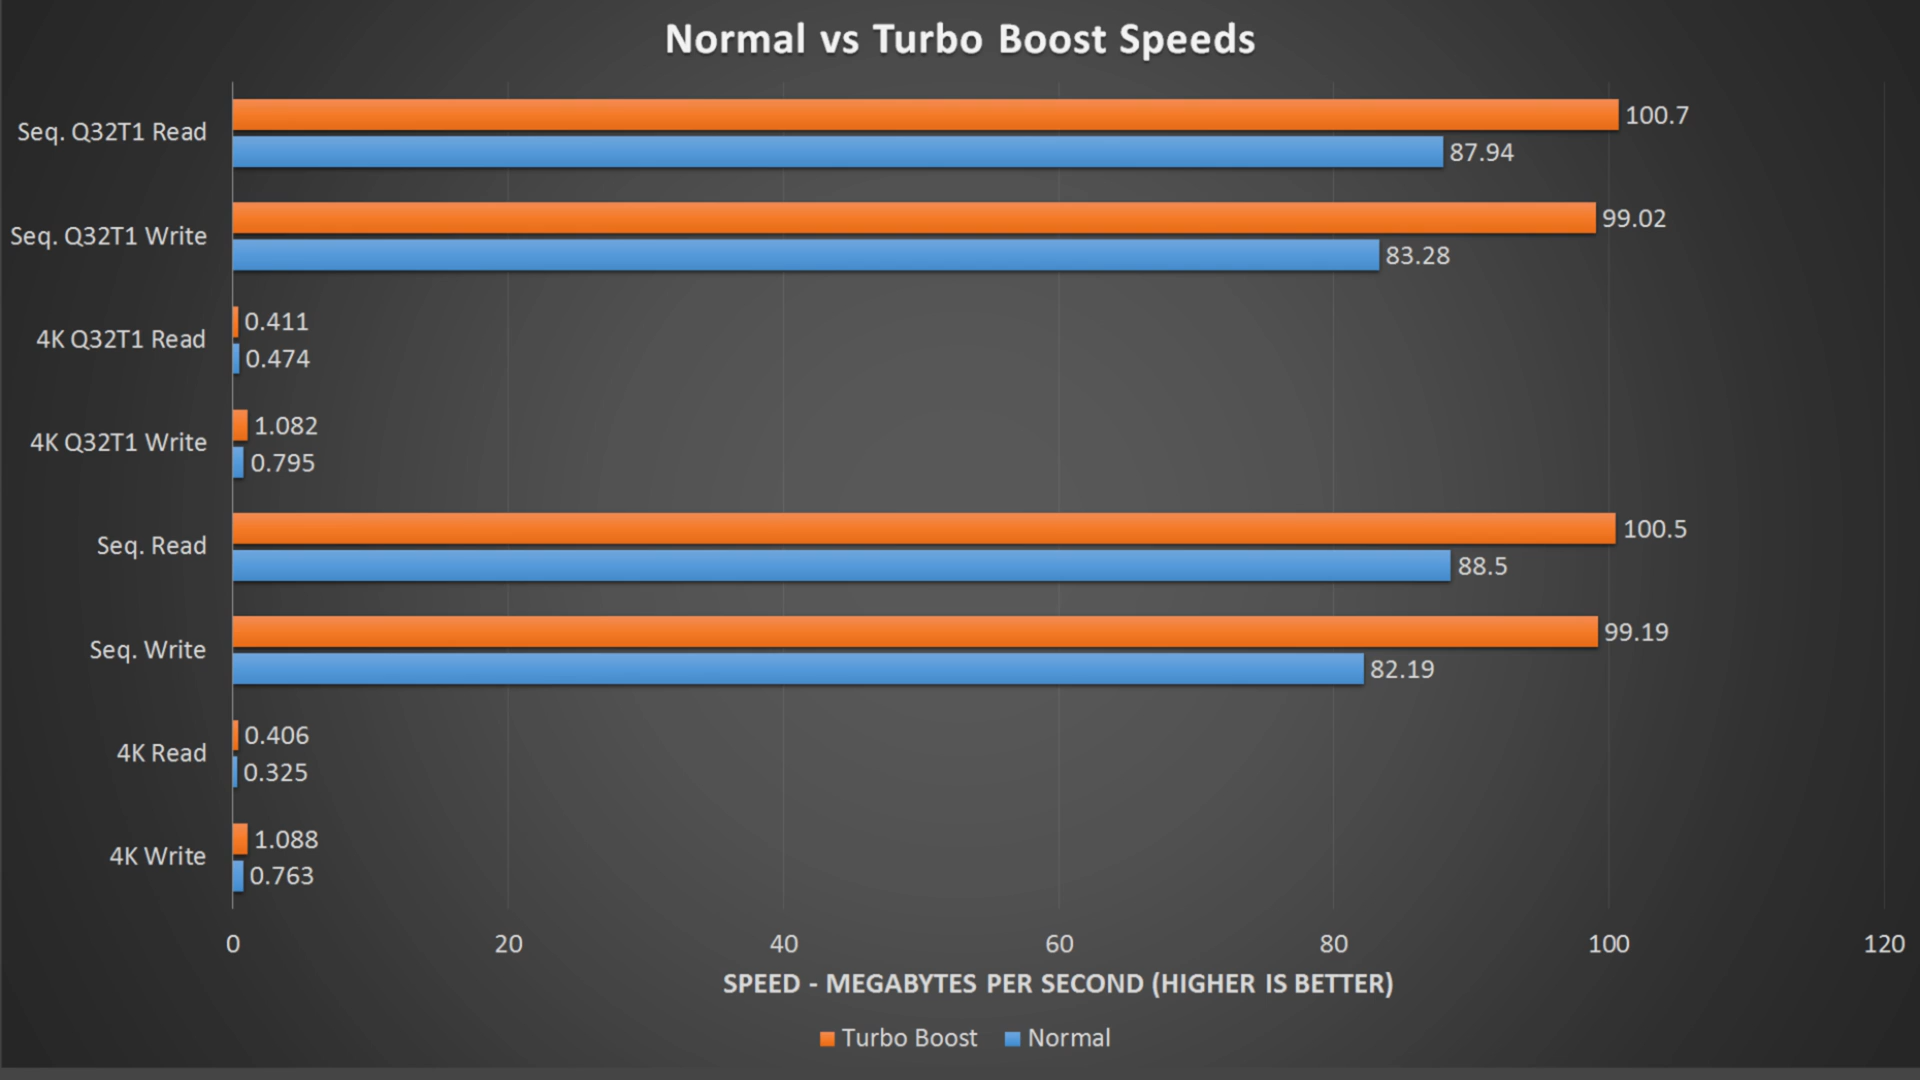 Normal vs Turbo Boost Speeds
Seq. Q32T1 Read
100.7
87.94
Seq. Q32T1 Write
99.02
83.28
4K Q32T1 Read
0.411
0.474
4K Q32T1 Write
1.082
0.795
Seq. Read
100.5
88.5
Seq. Write
99.19
82.19
4K Read
0.406
0.325
4K Write
1.088
0.763
0 20 40 60 80 100 120
SPEED - MEGABYTES PER SECOND (HIGHER IS BETTER)
Turbo Boost Normal